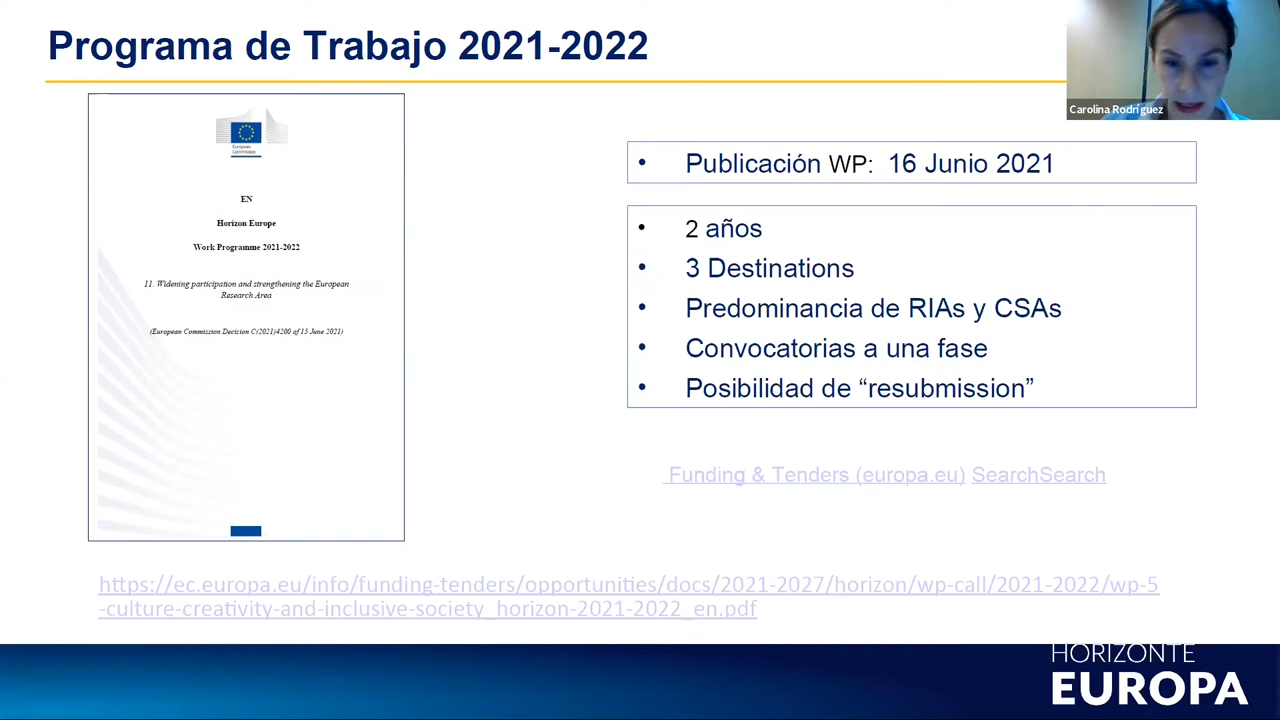 Programa de Trabajo 2021-2022
Carolina Rodríguez
European
Commission
EN
Horizon Europe
Work Programme 2021-2022
11. Widening participation and strengthening the European
Research Area
(European Commission Decision C(2021)4200 of 15 June 2021)
• Publicación WP: 16 Junio 2021
• 2 años
• 3 Destinations
• Predominancia de RIAs y CSAs
• Convocatorias a una fase
• Posibilidad de “resubmission”
Funding & Tenders (europa.eu) SearchSearch
https://ec.europa.eu/info/funding-tenders/opportunities/docs/2021-2027/horizon/wp-call/2021-2022/wp-5
-culture-creativity-and-inclusive-society_horizon-2021-2022_en.pdf
HORIZONTE
EUROPA